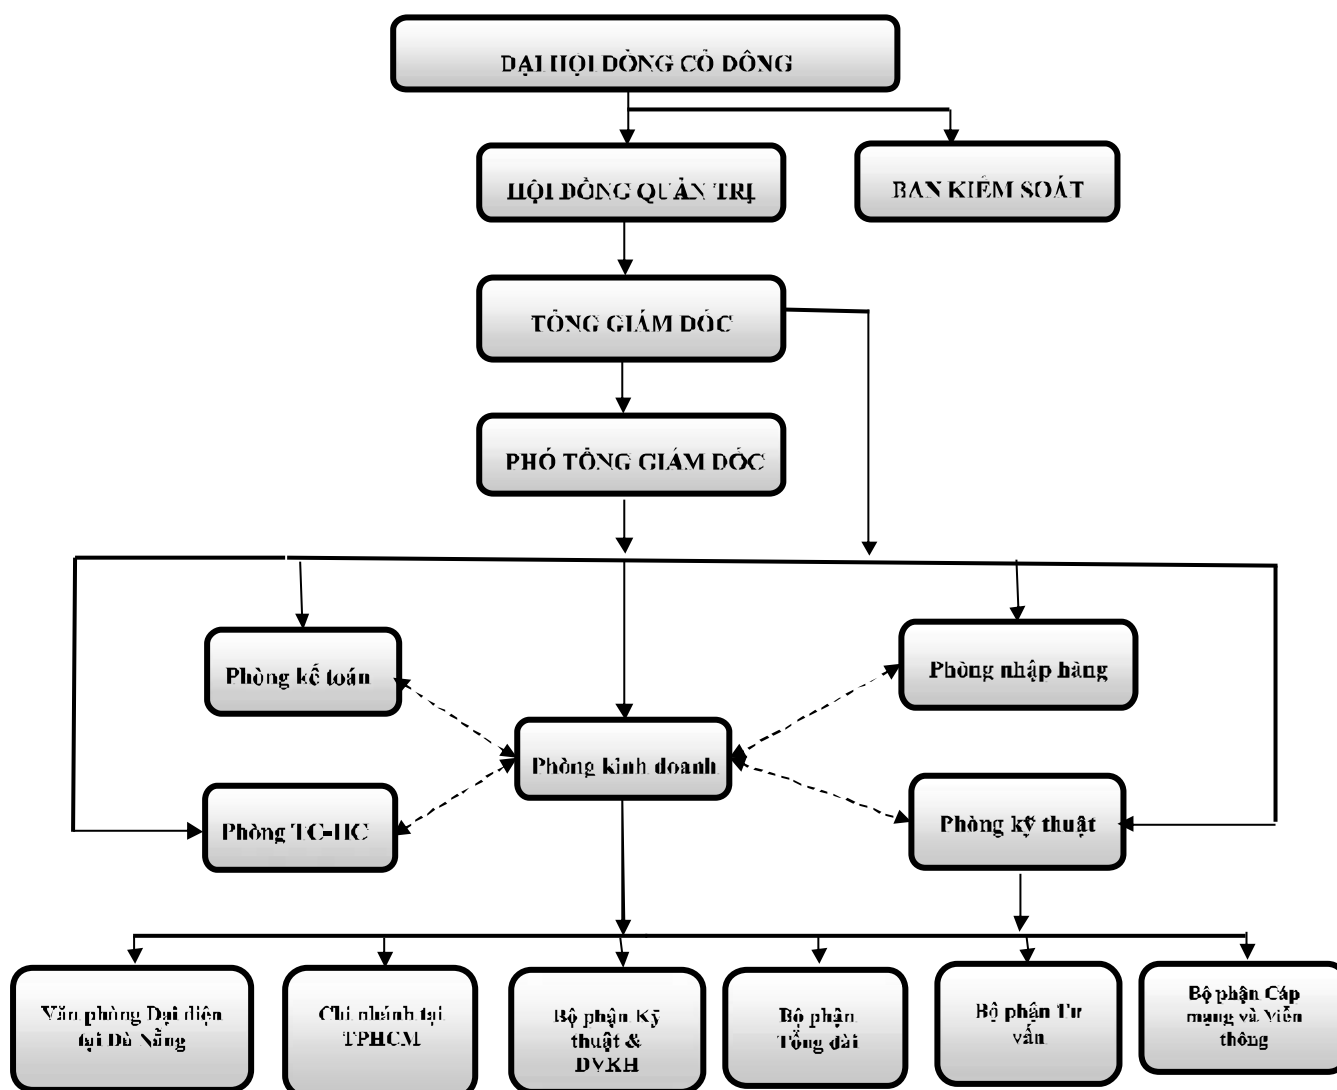 ĐẠI HỘI ĐỒNG CỔ ĐÔNG
HỘI ĐỒNG QUẢN TRỊ
BAN KIỂM SOÁT
TỔNG GIÁM ĐỐC
PHÓ TỔNG GIÁM ĐỐC
Phòng kế toán
Phòng nhập hàng
Phòng kinh doanh
Phòng TC-HC
Phòng kỹ thuật
Văn phòng Đại diện
tại Đà Nẵng
Chi nhánh tại
TPHCM
Bộ phận Kỹ
thuật &
DVKH
Bộ phận
Tổng đài
Bộ phận Tư
vấn
Bộ phận Cáp
mạng và Viễn
thông